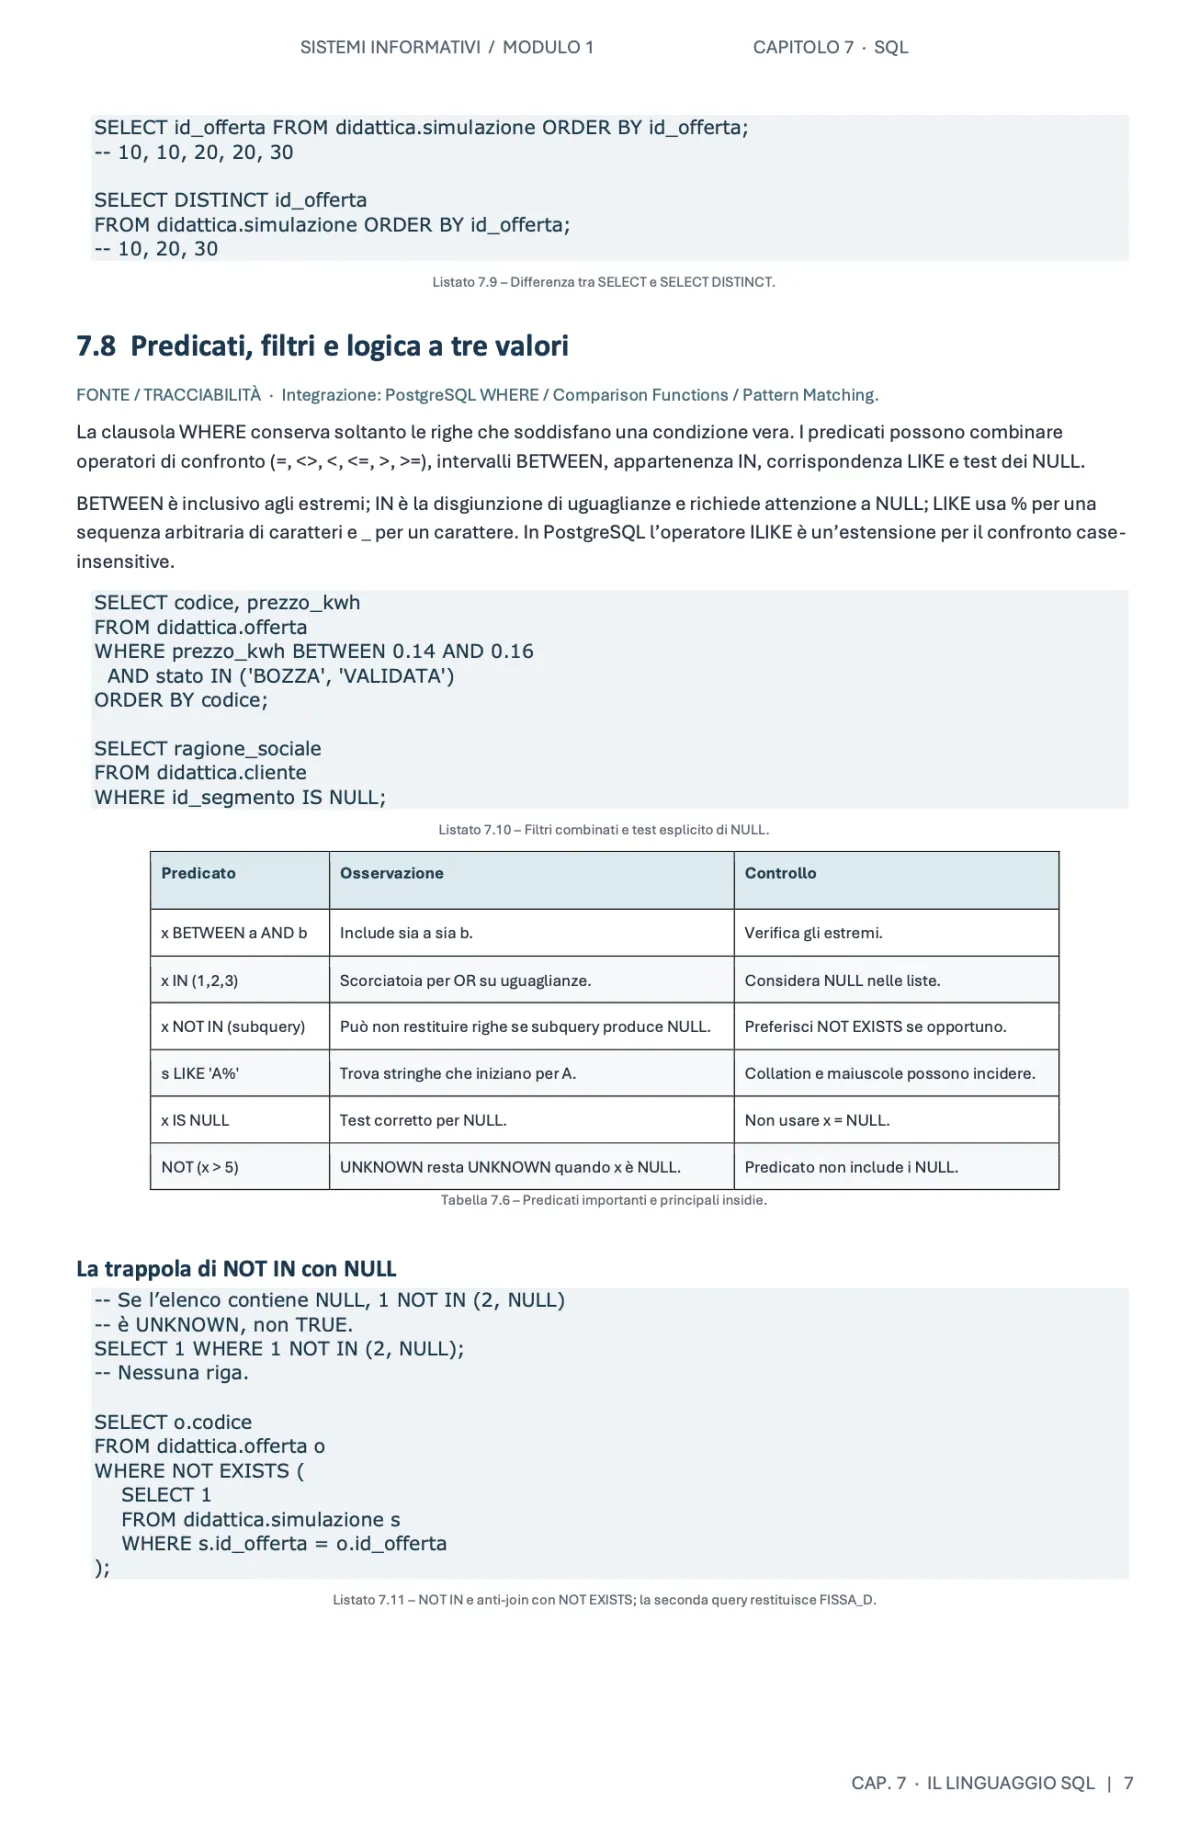 SISTEMI INFORMATIVI / MODULO 1 CAPITOLO 7 · SQL
SELECT id_offerta FROM didattica.simulazione ORDER BY id_offerta;
-- 10, 10, 20, 20, 30
SELECT DISTINCT id_offerta
FROM didattica.simulazione ORDER BY id_offerta;
-- 10, 20, 30
Listato 7.9 – Differenza tra SELECT e SELECT DISTINCT.
7.8 Predicati, filtri e logica a tre valori
FONTE / TRACCIABILITÀ · Integrazione: PostgreSQL WHERE / Comparison Functions / Pattern Matching.
La clausola WHERE conserva soltanto le righe che soddisfano una condizione vera. I predicati possono combinare
operatori di confronto (=, <>, <, <=, >, >=), intervalli BETWEEN, appartenenza IN, corrispondenza LIKE e test dei NULL.
BETWEEN è inclusivo agli estremi; IN è la disgiunzione di uguaglianze e richiede attenzione a NULL; LIKE usa % per una
sequenza arbitraria di caratteri e _ per un carattere. In PostgreSQL l’operatore ILIKE è un’estensione per il confronto case-
insensitive.
SELECT codice, prezzo_kwh
FROM didattica.offerta
WHERE prezzo_kwh BETWEEN 0.14 AND 0.16
AND stato IN ('BOZZA', 'VALIDATA')
ORDER BY codice;
SELECT ragione_sociale
FROM didattica.cliente
WHERE id_segmento IS NULL;
Listato 7.10 – Filtri combinati e test esplicito di NULL.
Predicato Osservazione Controllo
x BETWEEN a AND b Include sia a sia b. Verifica gli estremi.
x IN (1,2,3) Scorciatoia per OR su uguaglianze. Considera NULL nelle liste.
x NOT IN (subquery) Può non restituire righe se subquery produce NULL. Preferisci NOT EXISTS se opportuno.
s LIKE 'A%' Trova stringhe che iniziano per A. Collation e maiuscole possono incidere.
x IS NULL Test corretto per NULL. Non usare x = NULL.
NOT (x > 5) UNKNOWN resta UNKNOWN quando x è NULL. Predicato non include i NULL.
Tabella 7.6 – Predicati importanti e principali insidie.
La trappola di NOT IN con NULL
-- Se l’elenco contiene NULL, 1 NOT IN (2, NULL)
-- è UNKNOWN, non TRUE.
SELECT 1 WHERE 1 NOT IN (2, NULL);
-- Nessuna riga.
SELECT o.codice
FROM didattica.offerta o
WHERE NOT EXISTS (
SELECT 1
FROM didattica.simulazione s
WHERE s.id_offerta = o.id_offerta
);
Listato 7.11 – NOT IN e anti-join con NOT EXISTS; la seconda query restituisce FISSA_D.
CAP. 7 · IL LINGUAGGIO SQL | 7